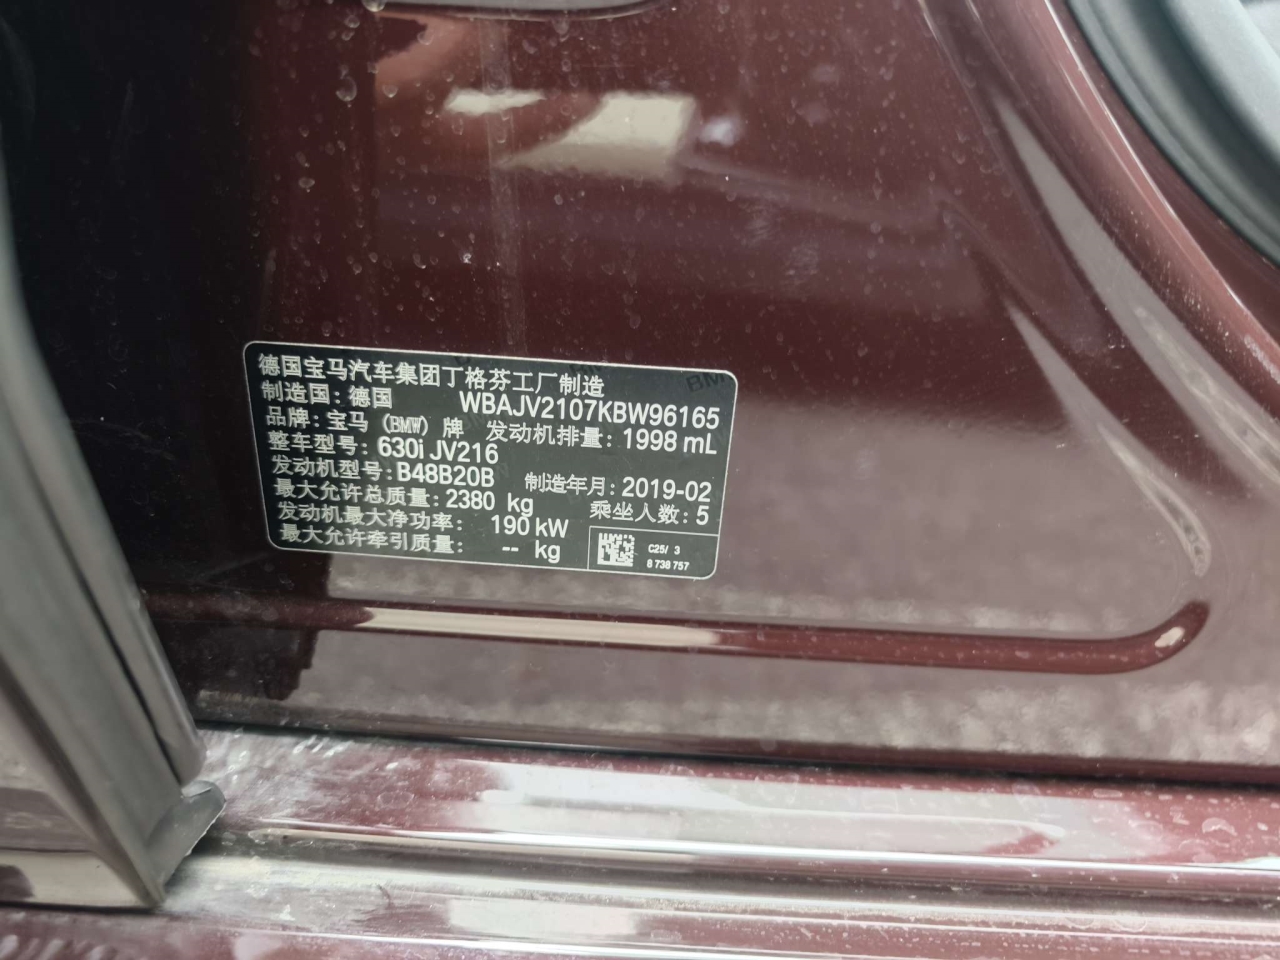 德国宝马汽车集团丁格芬工厂制造
制造国：德国 WBAJV2107KBW96165
品牌：宝马（BMW）牌 发动机排量：1998 mL
整车型号：630i JV216
发动机型号：B48B20B 制造年月：2019-02
最大允许总质量：2380 kg 乘坐人数：5
发动机最大净功率： 190 kW
最大允许牵引质量： -- kg
C25/ 3
8 738 757